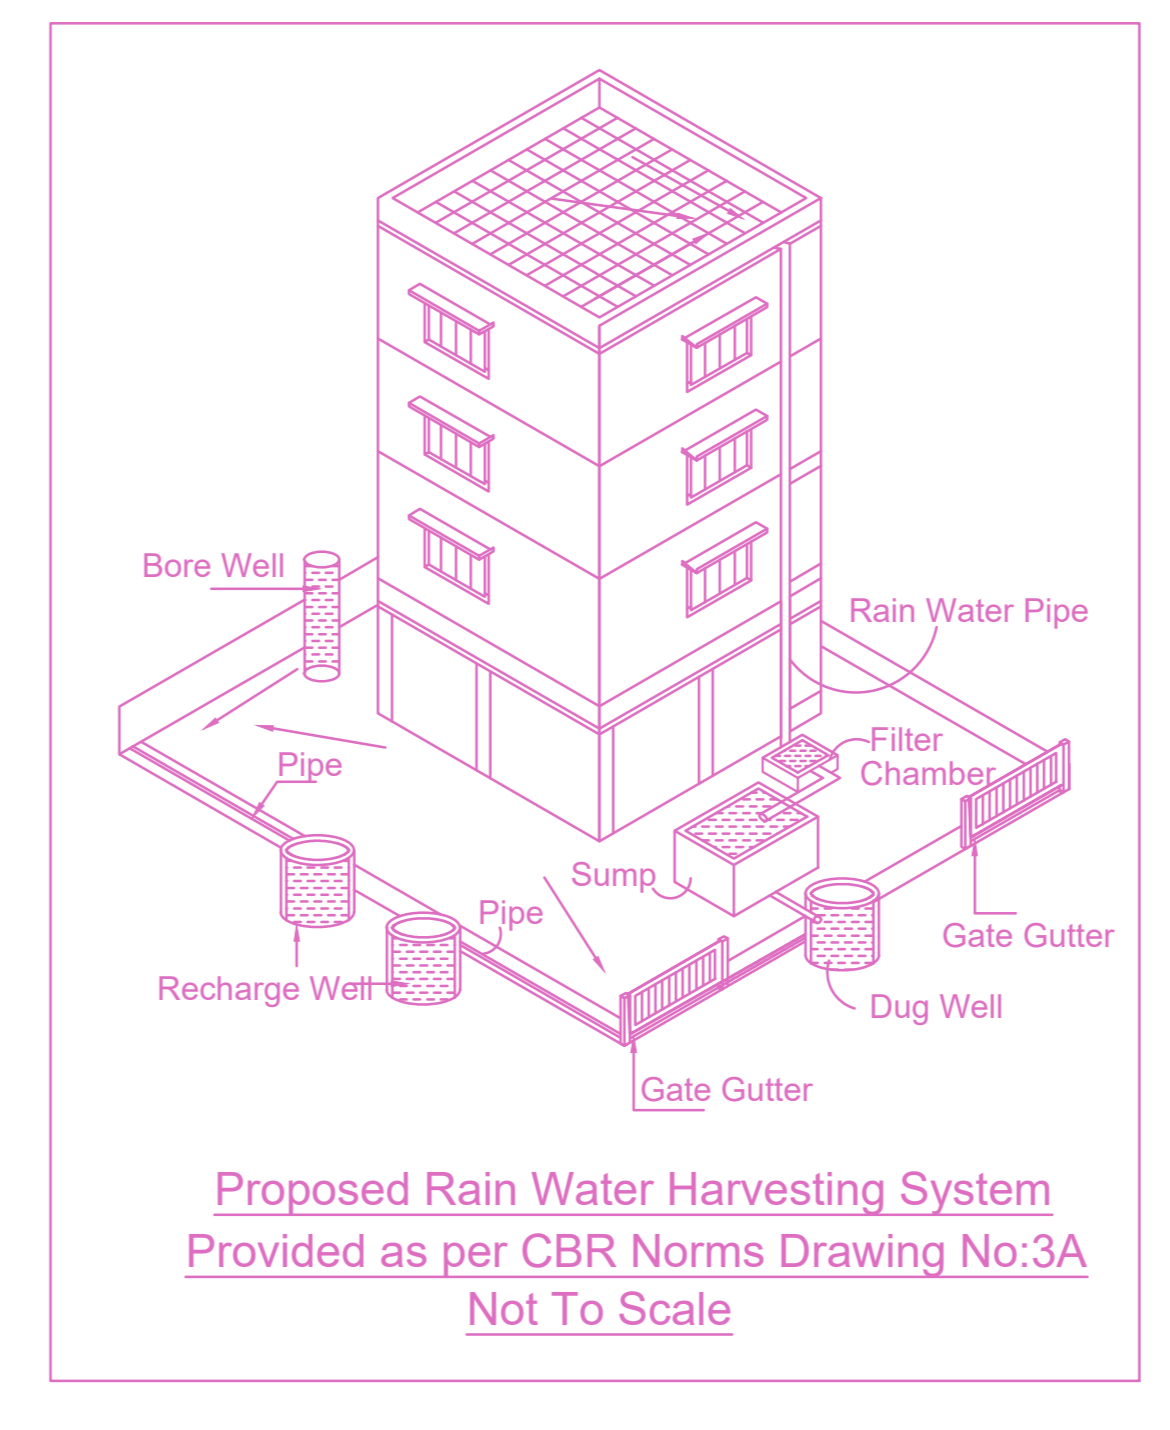 Bore Well
Rain Water Pipe
Filter
Chamber
Pipe
Sump
Pipe
Gate Gutter
Recharge Well
Dug Well
Gate Gutter
Proposed Rain Water Harvesting System
Provided as per CBR Norms Drawing No:3A
Not To Scale